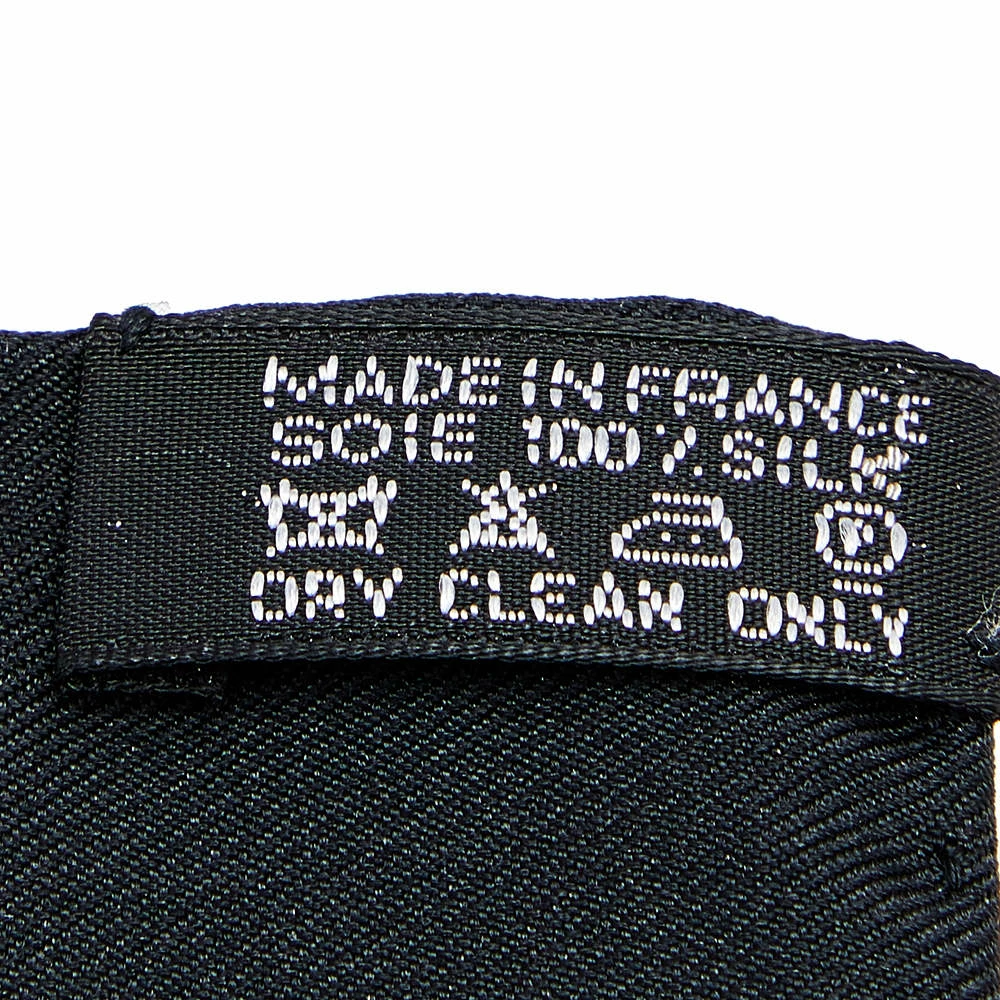 MADE IN FRANCE
SOIE 100% SILK
DRY CLEAN ONLY